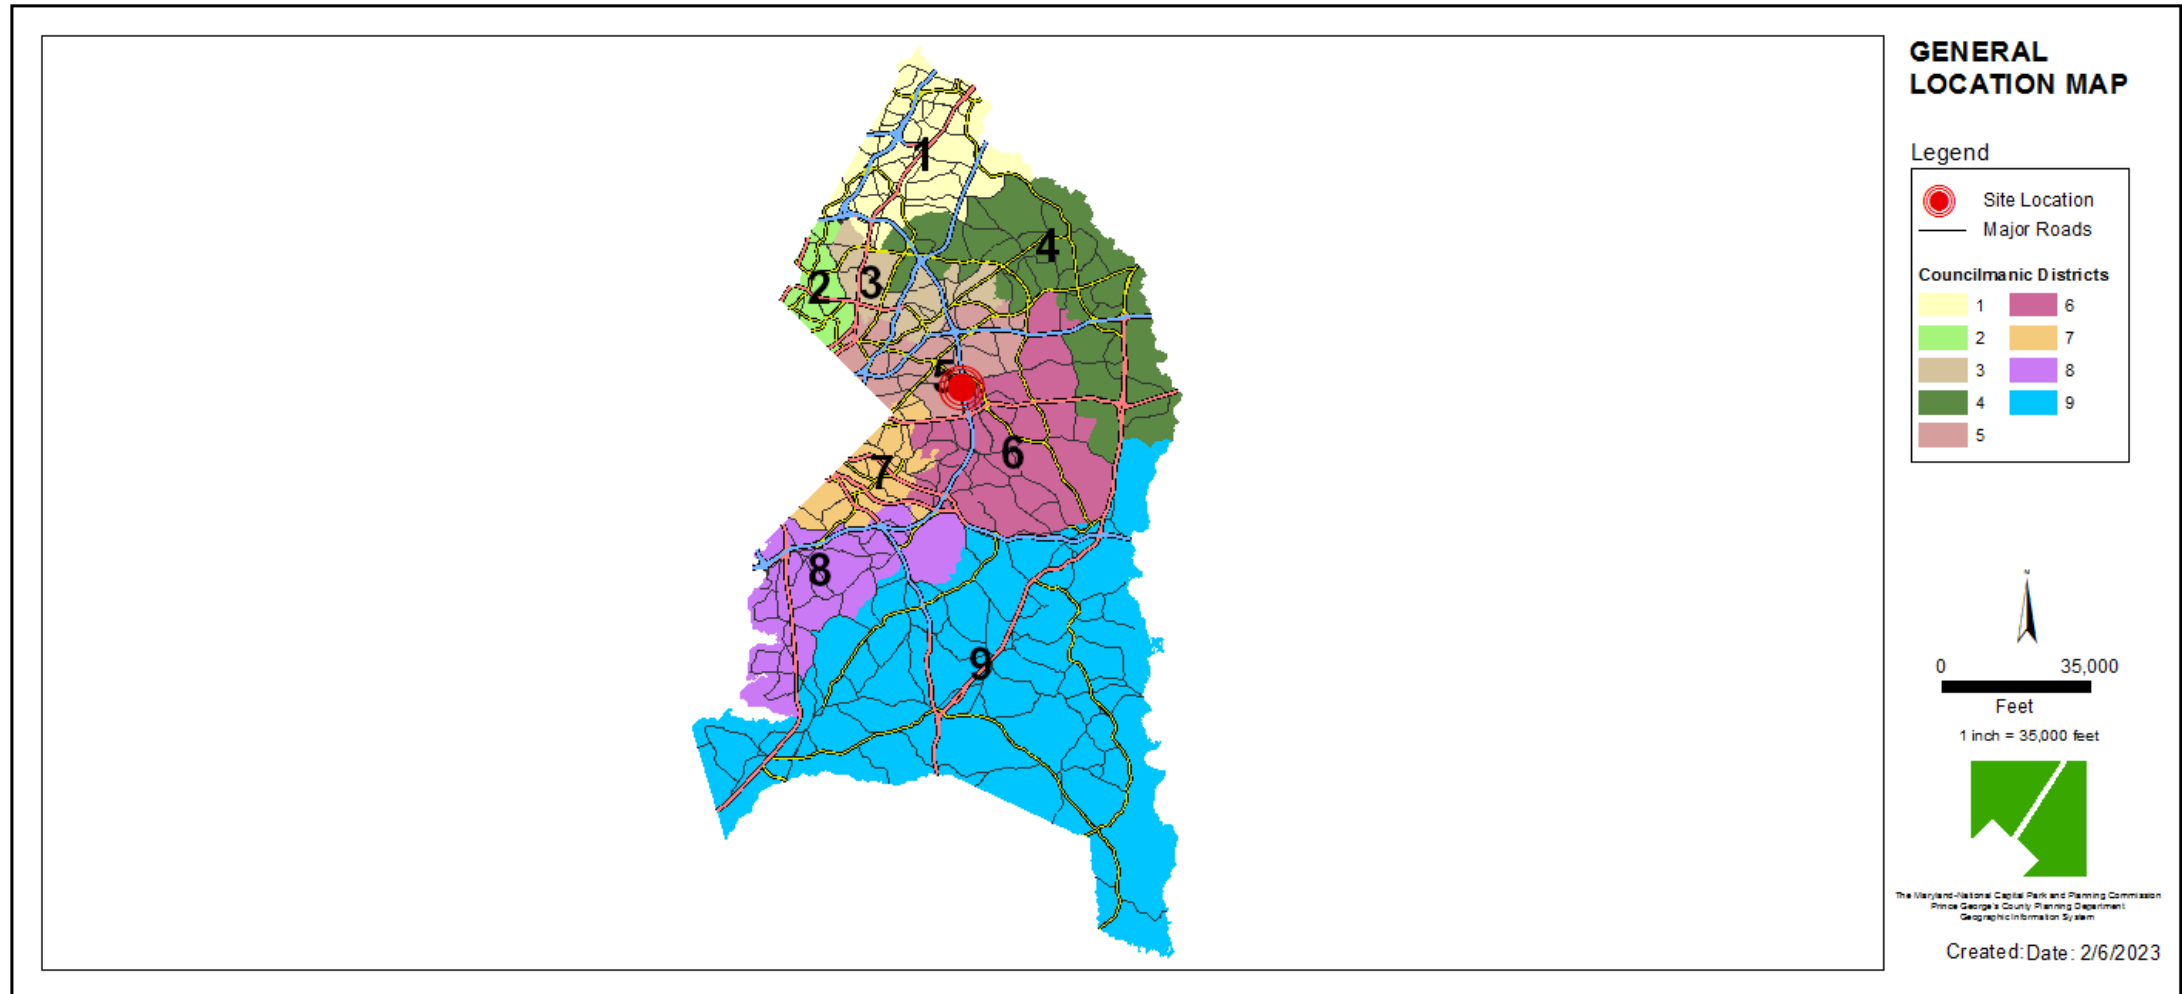 GENERAL
LOCATION MAP
Legend
Site Location
Major Roads
Councilmanic Districts
1 6
2 7
3 8
4 9
5
1
2
3
4
5
6
7
8
9
N
0 35,000
Feet
1 inch = 35,000 feet
The Maryland-National Capital Park and Planning Commission
Prince George's County Planning Department
Geographic Information System
Created: Date: 2/6/2023